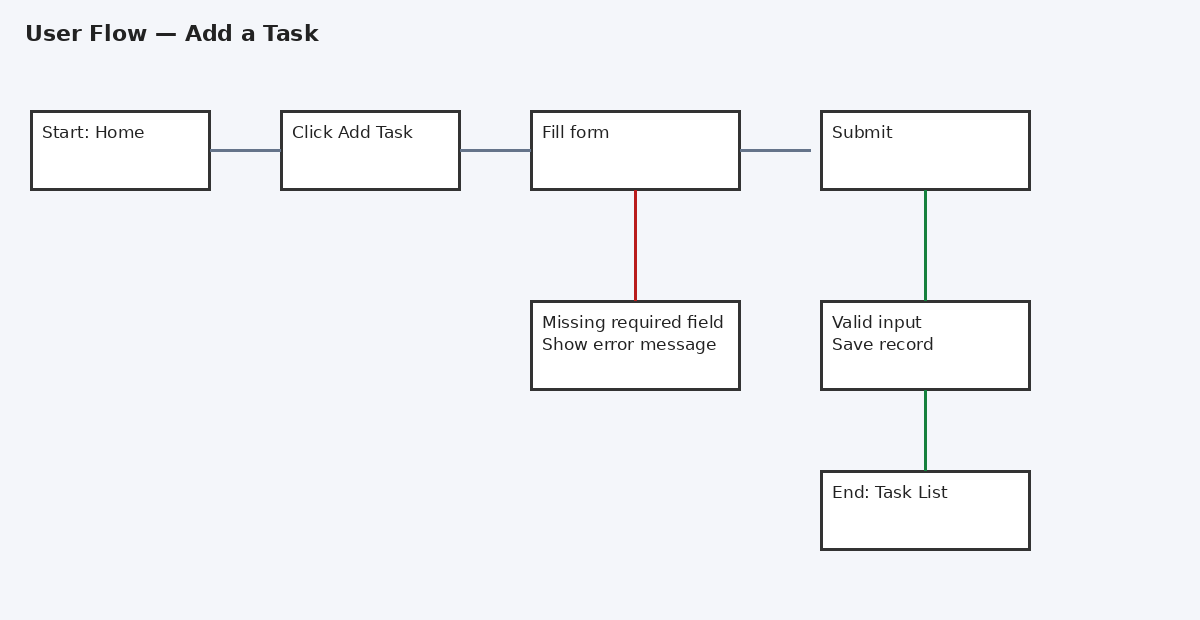 User Flow — Add a Task
Start: Home
Click Add Task
Fill form
Submit
Missing required field
Show error message
Valid input
Save record
End: Task List